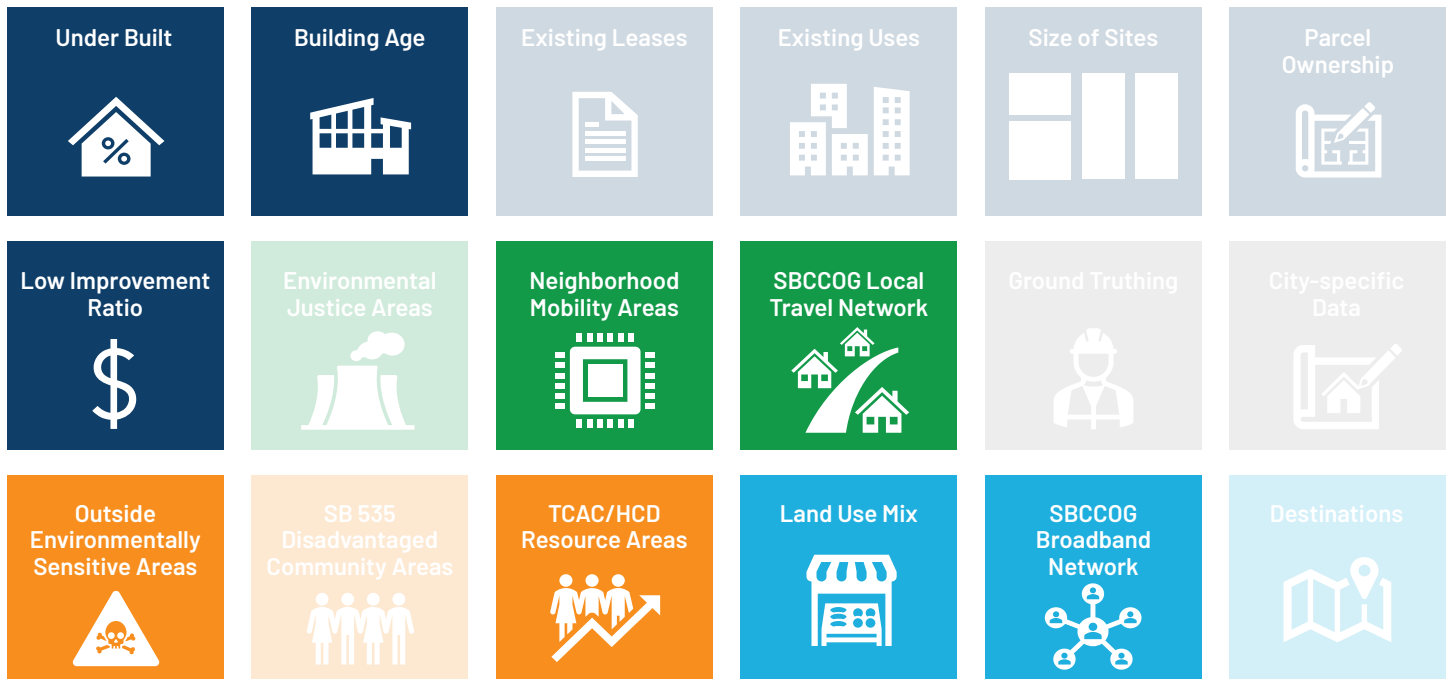 Under Built
Building Age
Existing Leases
Existing Uses
Size of Sites
Parcel
Ownership
%
Low Improvement
Ratio
$
Environmental
Justice Areas
Neighborhood
Mobility Areas
SBCCOG Local
Travel Network
Ground Truthing
City-specific
Data
Outside
Environmentally
Sensitive Areas
SB 535
Disadvantaged
Community Areas
TCAC/HCD
Resource Areas
Land Use Mix
SBCCOG
Broadband
Network
Destinations